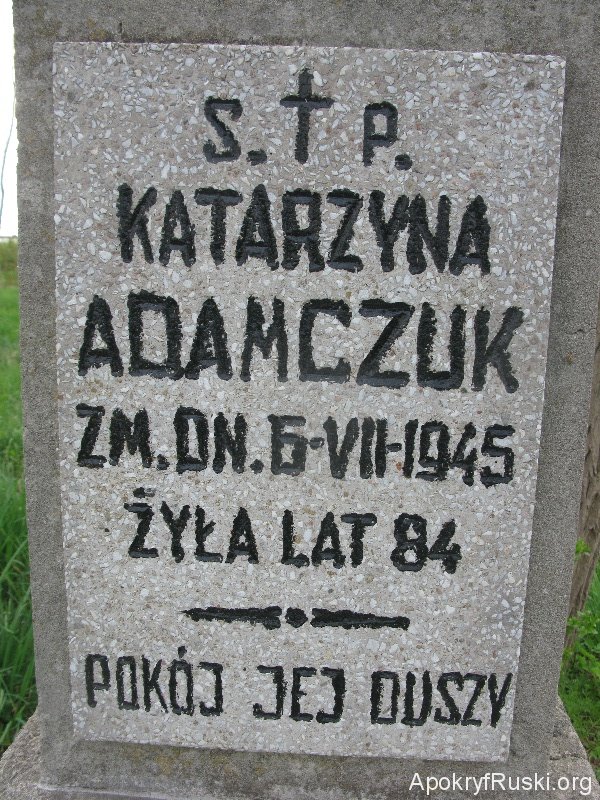 S.✝P.
KATARZYNA
ADAMCZUK
ZM. DN. 6-VII-1945
ŻYŁA LAT 84
POKÓJ JEJ DUSZY
ApokryfRuski.org